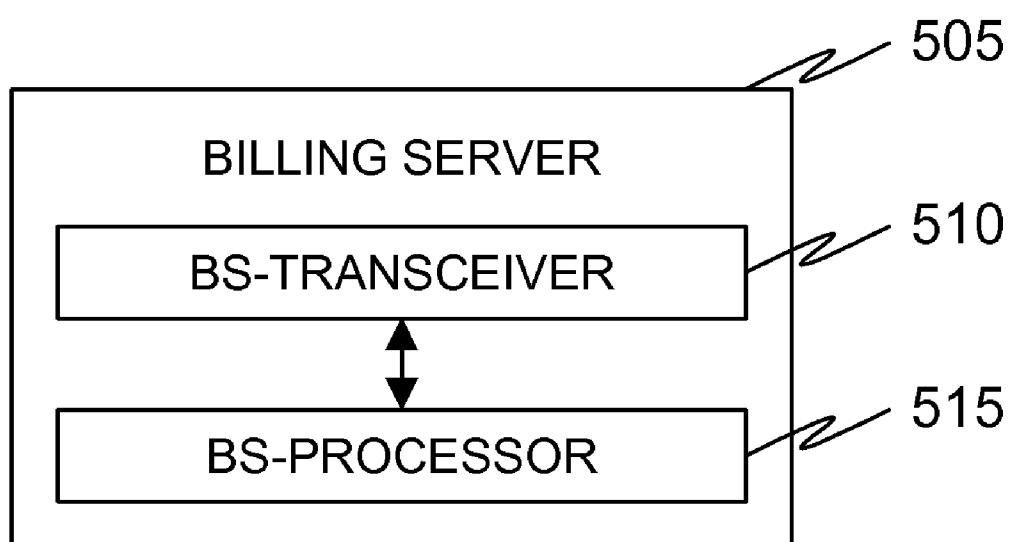 505
BILLING SERVER
510
BS-TRANSCEIVER
515
BS-PROCESSOR